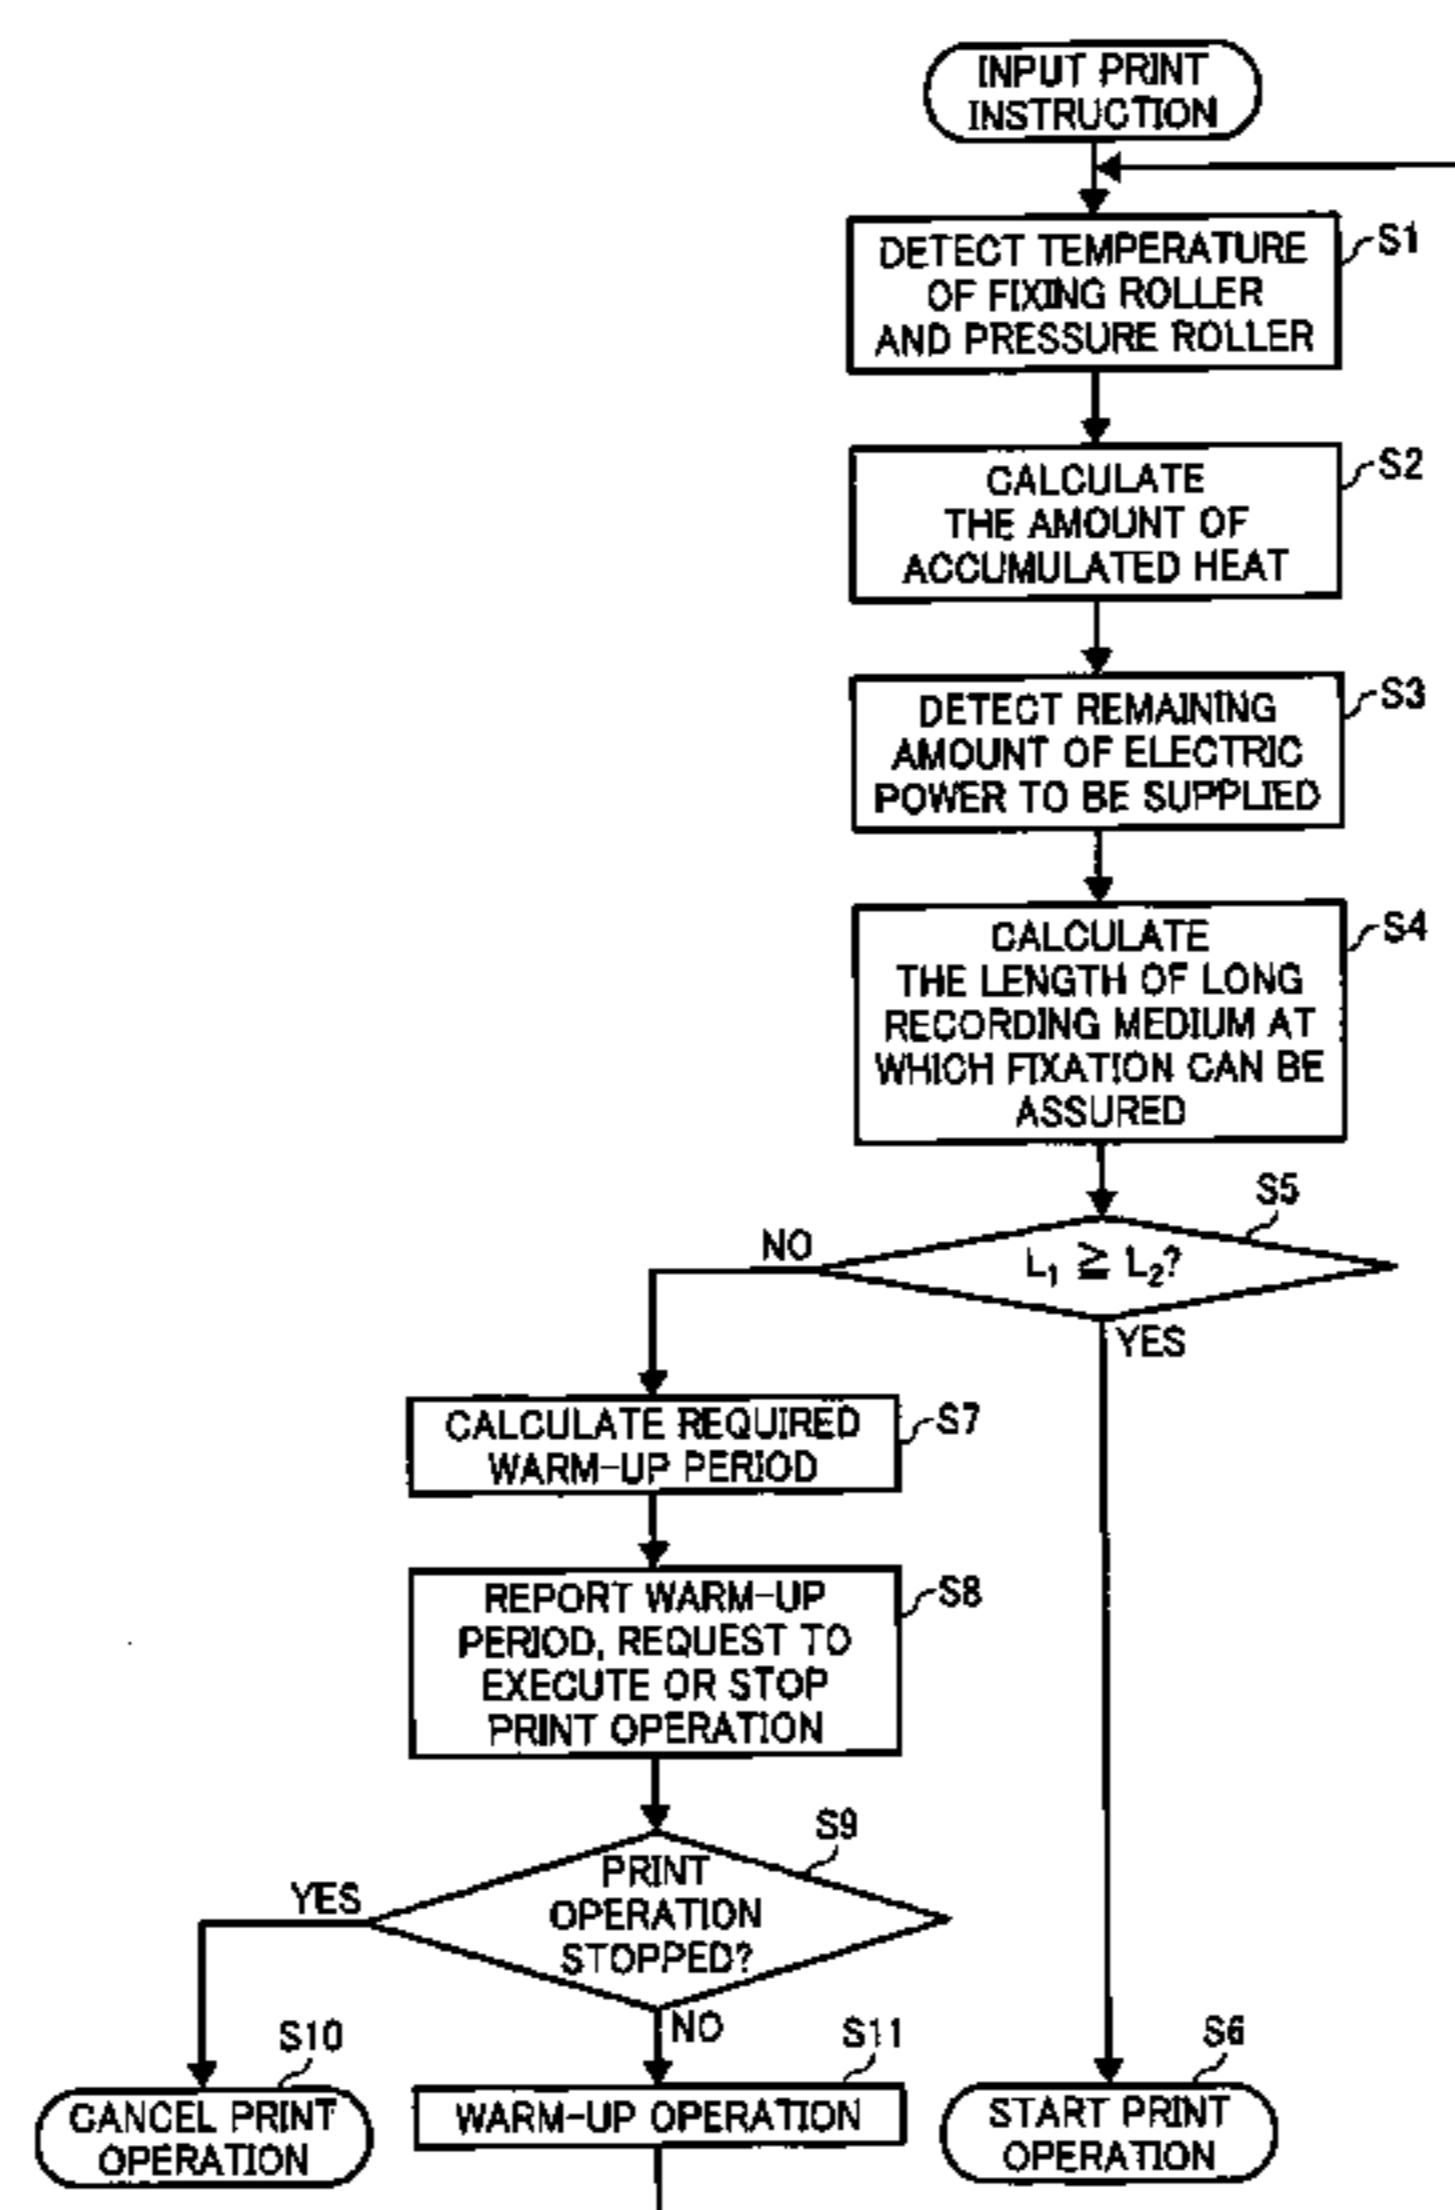 INPUT PRINT
INSTRUCTION
S1
DETECT TEMPERATURE
OF FIXING ROLLER
AND PRESSURE ROLLER
S2
CALCULATE
THE AMOUNT OF
ACCUMULATED HEAT
S3
DETECT REMAINING
AMOUNT OF ELECTRIC
POWER TO BE SUPPLIED
S4
CALCULATE
THE LENGTH OF LONG
RECORDING MEDIUM AT
WHICH FIXATION CAN BE
ASSURED
S5
L₁ ≧ L₂?
NO
YES
S7
CALCULATE REQUIRED
WARM-UP PERIOD
S8
REPORT WARM-UP
PERIOD, REQUEST TO
EXECUTE OR STOP
PRINT OPERATION
S9
PRINT
OPERATION
STOPPED?
YES
NO
S10
CANCEL PRINT
OPERATION
S11
WARM-UP OPERATION
S6
START PRINT
OPERATION